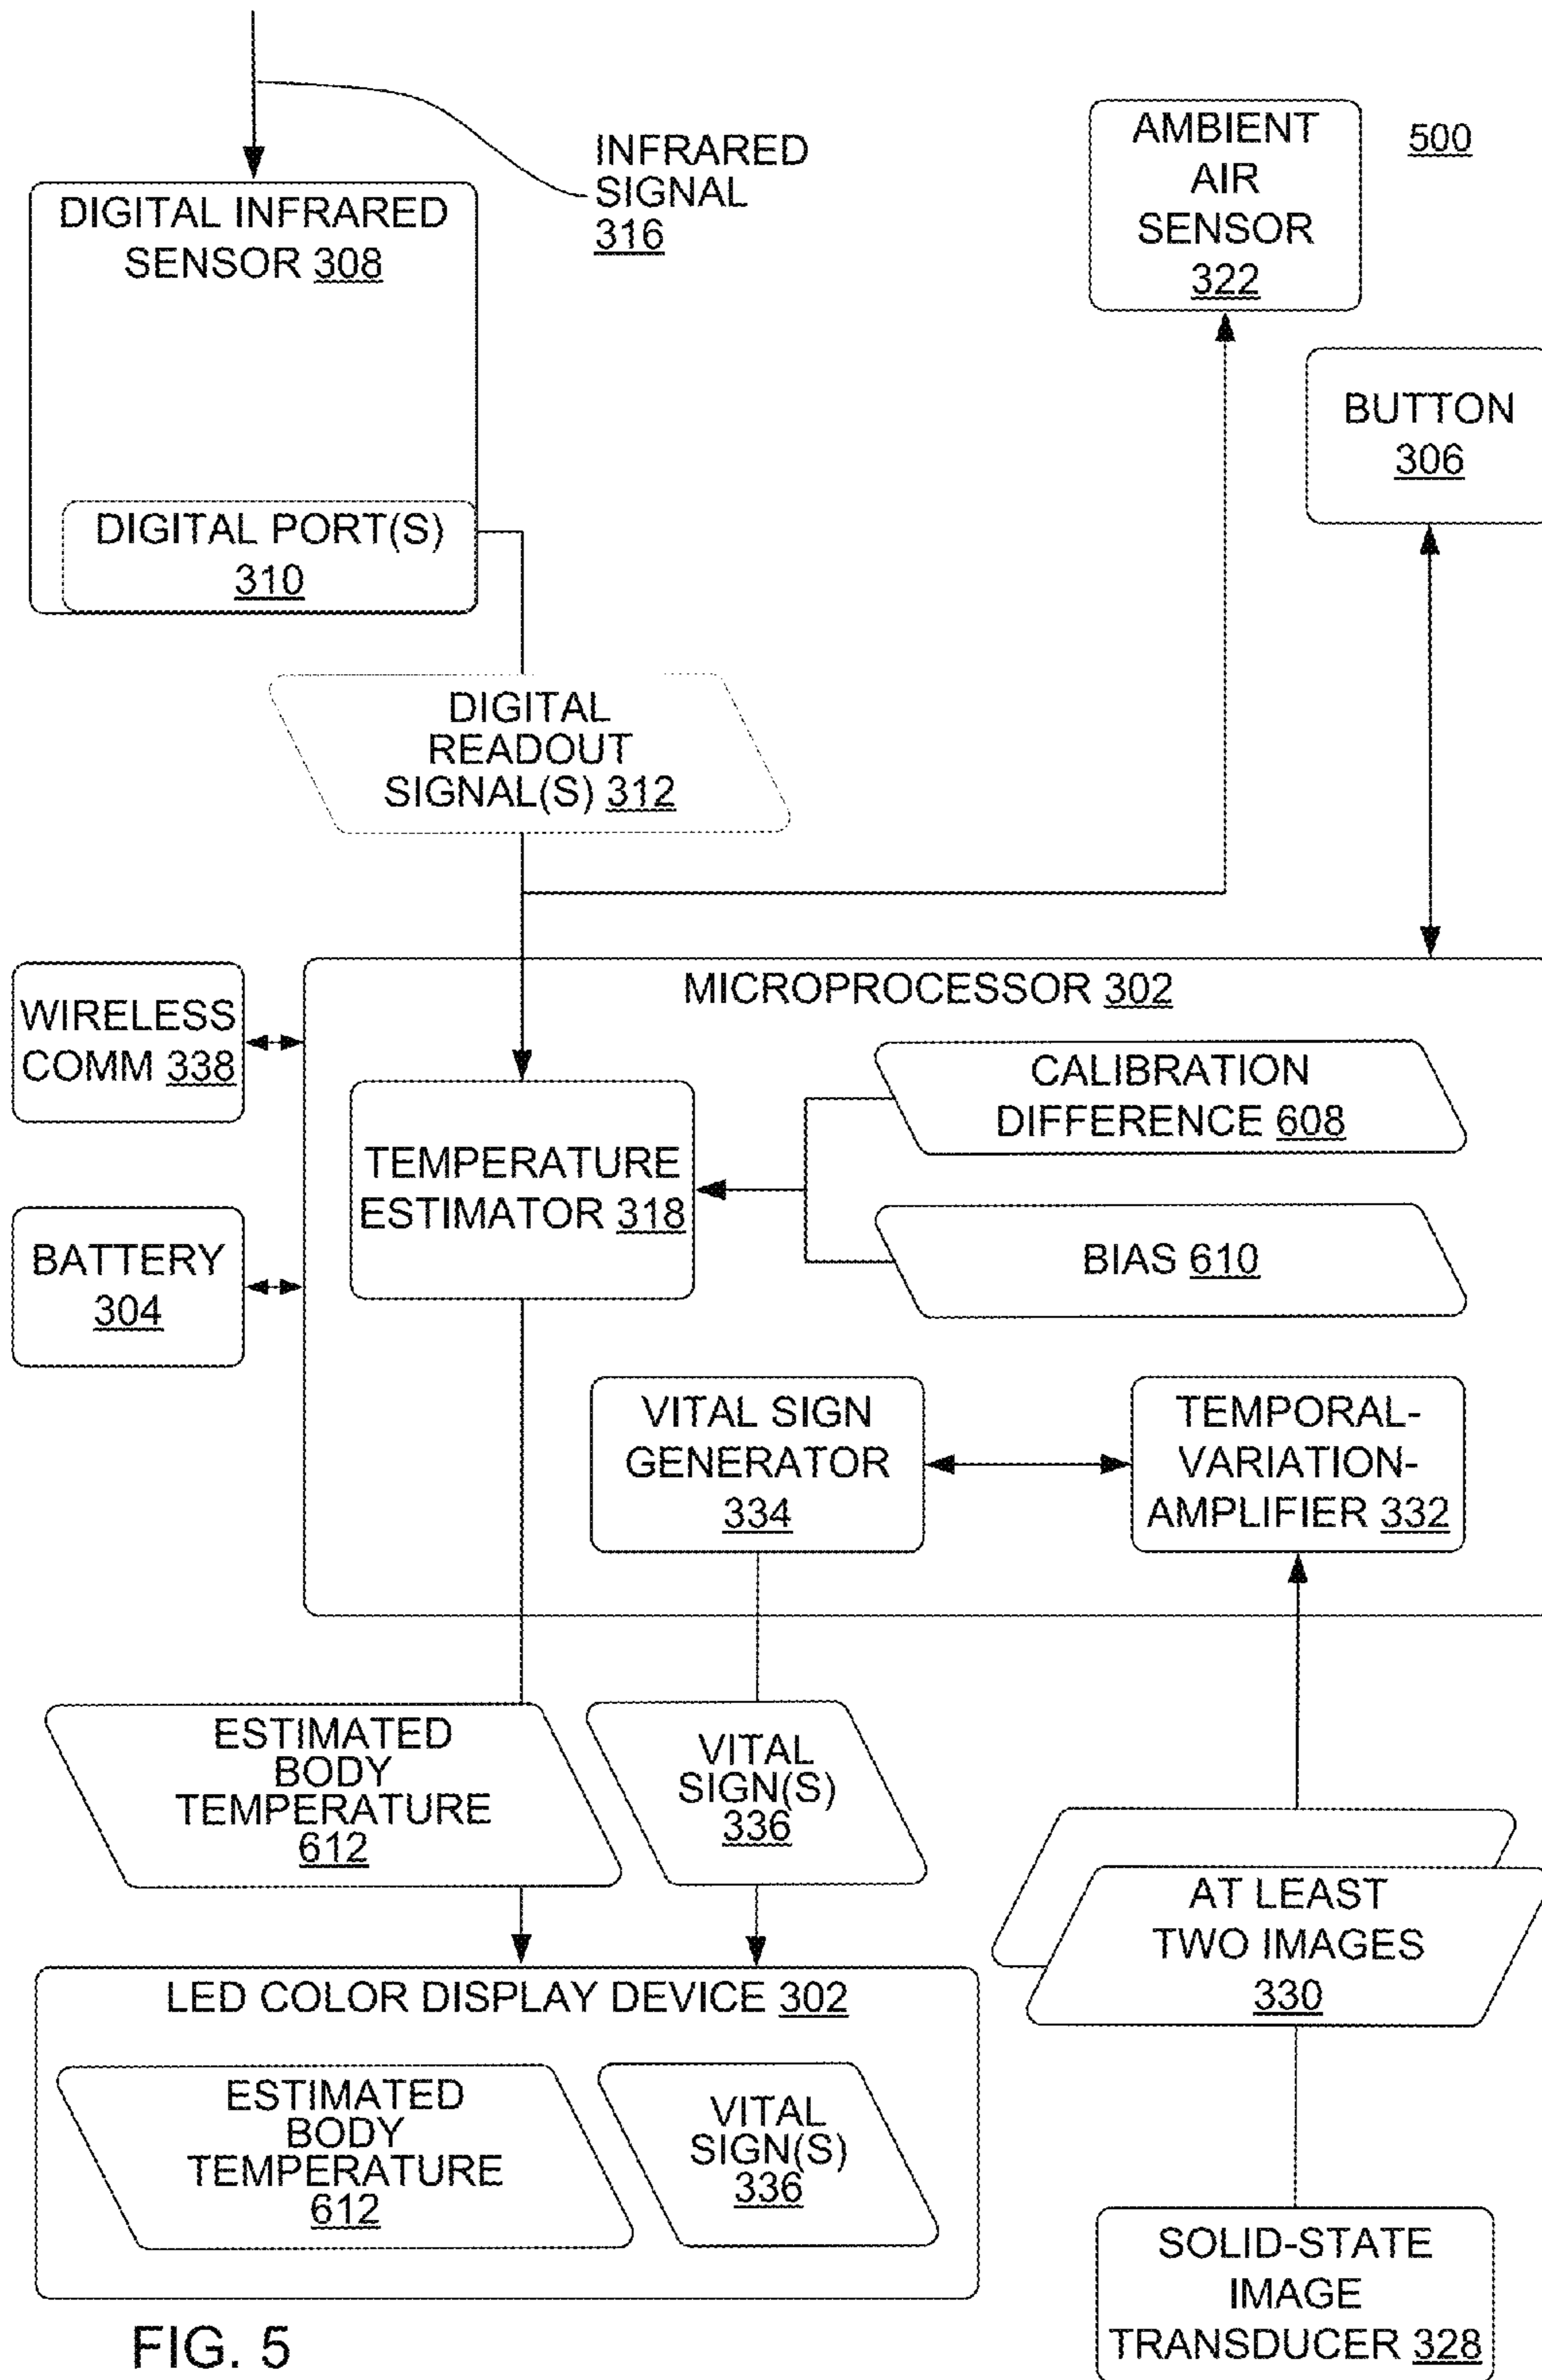 INFRARED
SIGNAL
316
AMBIENT
AIR
SENSOR
322
500
DIGITAL INFRARED
SENSOR 308
BUTTON
306
DIGITAL PORT(S)
310
DIGITAL
READOUT
SIGNAL(S) 312
MICROPROCESSOR 302
WIRELESS
COMM 338
CALIBRATION
DIFFERENCE 608
TEMPERATURE
ESTIMATOR 318
BATTERY
304
BIAS 610
VITAL SIGN
GENERATOR
334
TEMPORAL-
VARIATION-
AMPLIFIER 332
ESTIMATED
BODY
TEMPERATURE
612
VITAL
SIGN(S)
336
AT LEAST
TWO IMAGES
330
LED COLOR DISPLAY DEVICE 302
ESTIMATED
BODY
TEMPERATURE
612
VITAL
SIGN(S)
336
SOLID-STATE
IMAGE
TRANSDUCER 328
FIG. 5